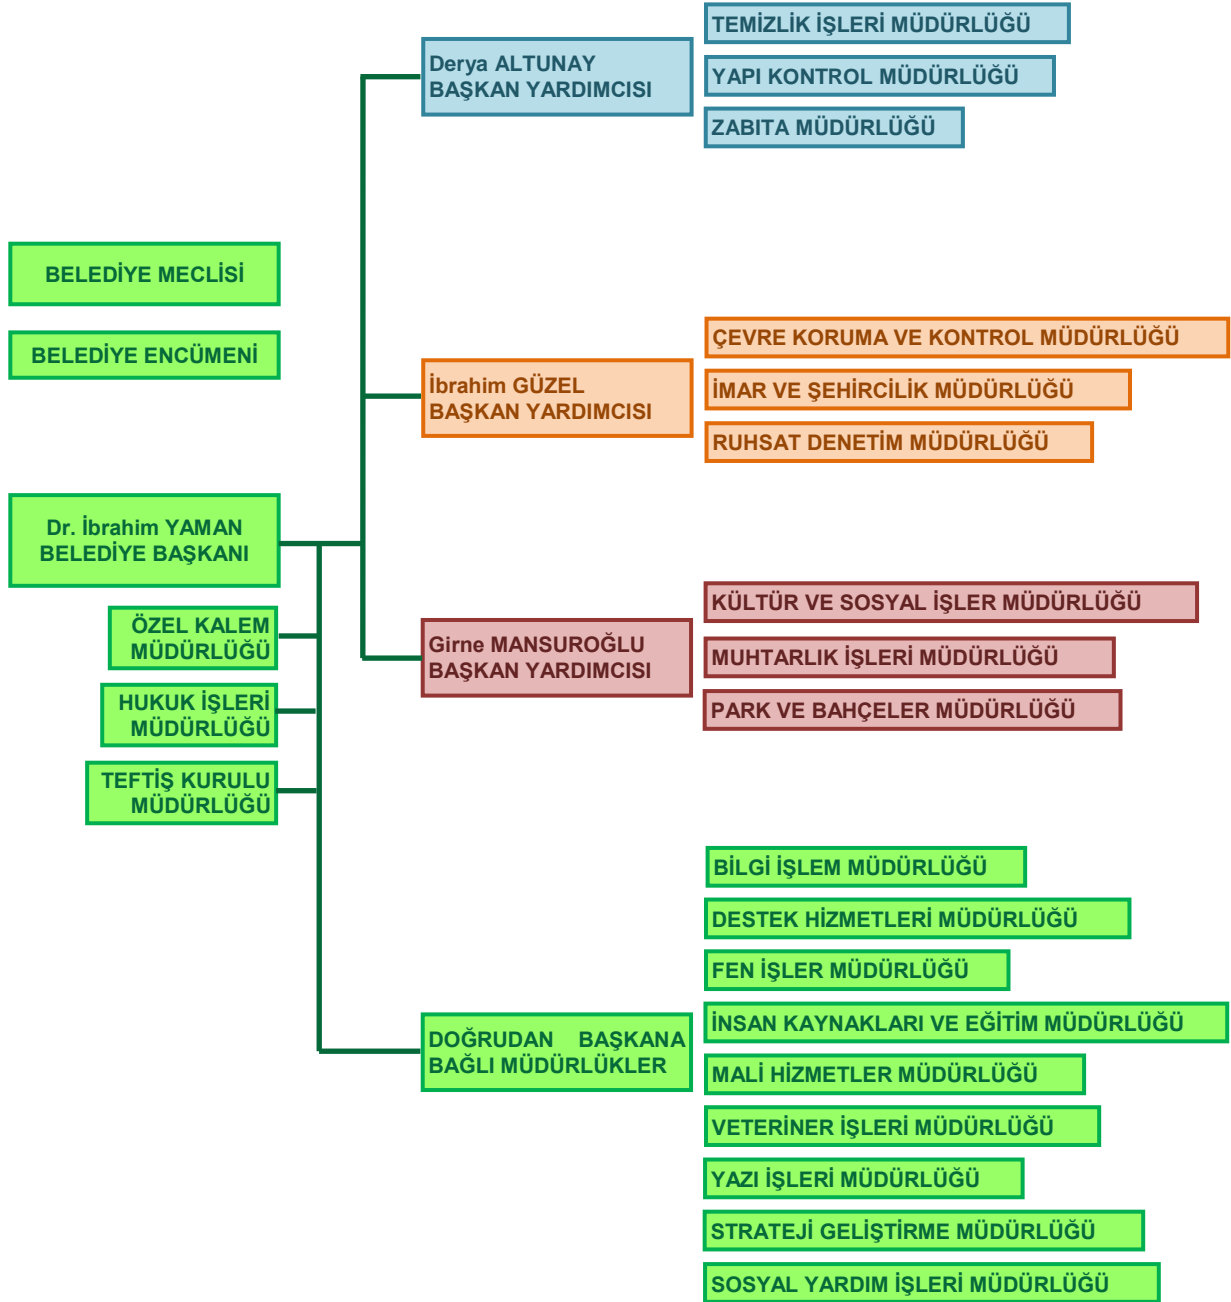 TEMİZLİK İŞLERİ MÜDÜRLÜĞÜ
Derya ALTUNAY
BAŞKAN YARDIMCISI
YAPI KONTROL MÜDÜRLÜĞÜ
ZABITA MÜDÜRLÜĞÜ
BELEDİYE MECLİSİ
BELEDİYE ENCÜMENİ
ÇEVRE KORUMA VE KONTROL MÜDÜRLÜĞÜ
İbrahim GÜZEL
BAŞKAN YARDIMCISI
İMAR VE ŞEHİRCİLİK MÜDÜRLÜĞÜ
RUHSAT DENETİM MÜDÜRLÜĞÜ
Dr. İbrahim YAMAN
BELEDİYE BAŞKANI
ÖZEL KALEM
MÜDÜRLÜĞÜ
HUKUK İŞLERİ
MÜDÜRLÜĞÜ
TEFTİŞ KURULU
MÜDÜRLÜĞÜ
KÜLTÜR VE SOSYAL İŞLER MÜDÜRLÜĞÜ
Girne MANSUROĞLU
BAŞKAN YARDIMCISI
MUHTARLIK İŞLERİ MÜDÜRLÜĞÜ
PARK VE BAHÇELER MÜDÜRLÜĞÜ
BİLGİ İŞLEM MÜDÜRLÜĞÜ
DESTEK HİZMETLERİ MÜDÜRLÜĞÜ
FEN İŞLER MÜDÜRLÜĞÜ
DOĞRUDAN BAŞKANA
BAĞLI MÜDÜRLÜKLER
İNSAN KAYNAKLARI VE EĞİTİM MÜDÜRLÜĞÜ
MALİ HİZMETLER MÜDÜRLÜĞÜ
VETERİNER İŞLERİ MÜDÜRLÜĞÜ
YAZI İŞLERİ MÜDÜRLÜĞÜ
STRATEJİ GELİŞTİRME MÜDÜRLÜĞÜ
SOSYAL YARDIM İŞLERİ MÜDÜRLÜĞÜ